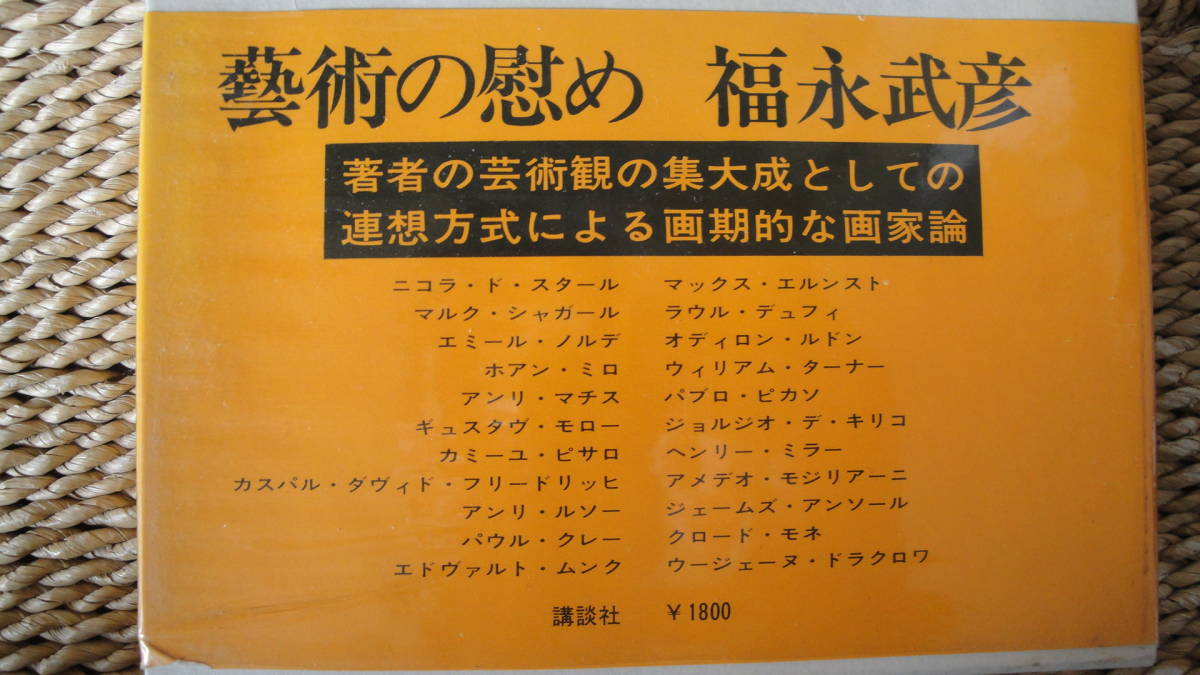 藝術の慰め 福永武彦
著者の芸術観の集大成としての
連想方式による画期的な画家論
ニコラ・ド・スタール マックス・エルンスト
マルク・シャガール ラウル・デュフィ
エミール・ノルデ オディロン・ルドン
ホアン・ミロ ウィリアム・ターナー
アンリ・マチス パブロ・ピカソ
ギュスタヴ・モロー ジョルジオ・デ・キリコ
カミーユ・ピサロ ヘンリー・ミラー
カスパル・ダヴィド・フリードリッヒ アメデオ・モジリアーニ
アンリ・ルソー ジェームズ・アンソール
パウル・クレー クロード・モネ
エドヴァルト・ムンク ウージェーヌ・ドラクロワ
講談社 ¥1800